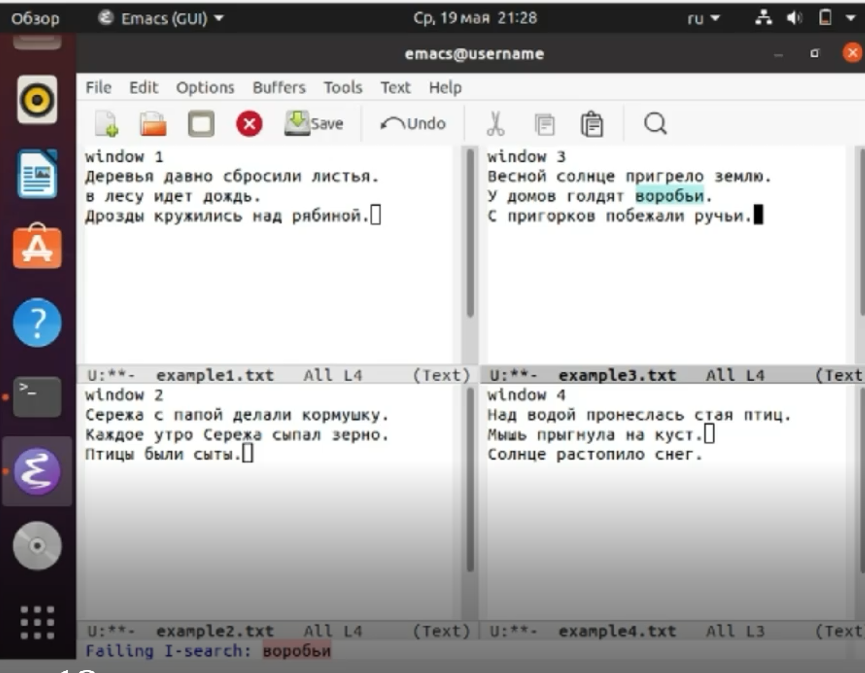 Обзор
Emacs (GUI)
Ср, 19 мая 21:28
ru
emacs@username
File Edit Options Buffers Tools Text Help
Save
Undo
window 1
Деревья давно сбросили листья.
в лесу идет дождь.
Дрозды кружились над рябиной.
U:**- example1.txt All L4 (Text)
window 3
Весной солнце пригрело землю.
У домов голдят воробьи.
С пригорков побежали ручьи.
U:**- example3.txt All L4 (Text
window 2
Сережа с папой делали кормушку.
Каждое утро Сережа сыпал зерно.
Птицы были сыты.
U:**- example2.txt All L4 (Text)
window 4
Над водой пронеслась стая птиц.
Мышь прыгнула на куст.
Солнце растопило снег.
U:**- example4.txt All L3 (Text
Failing I-search: воробьи